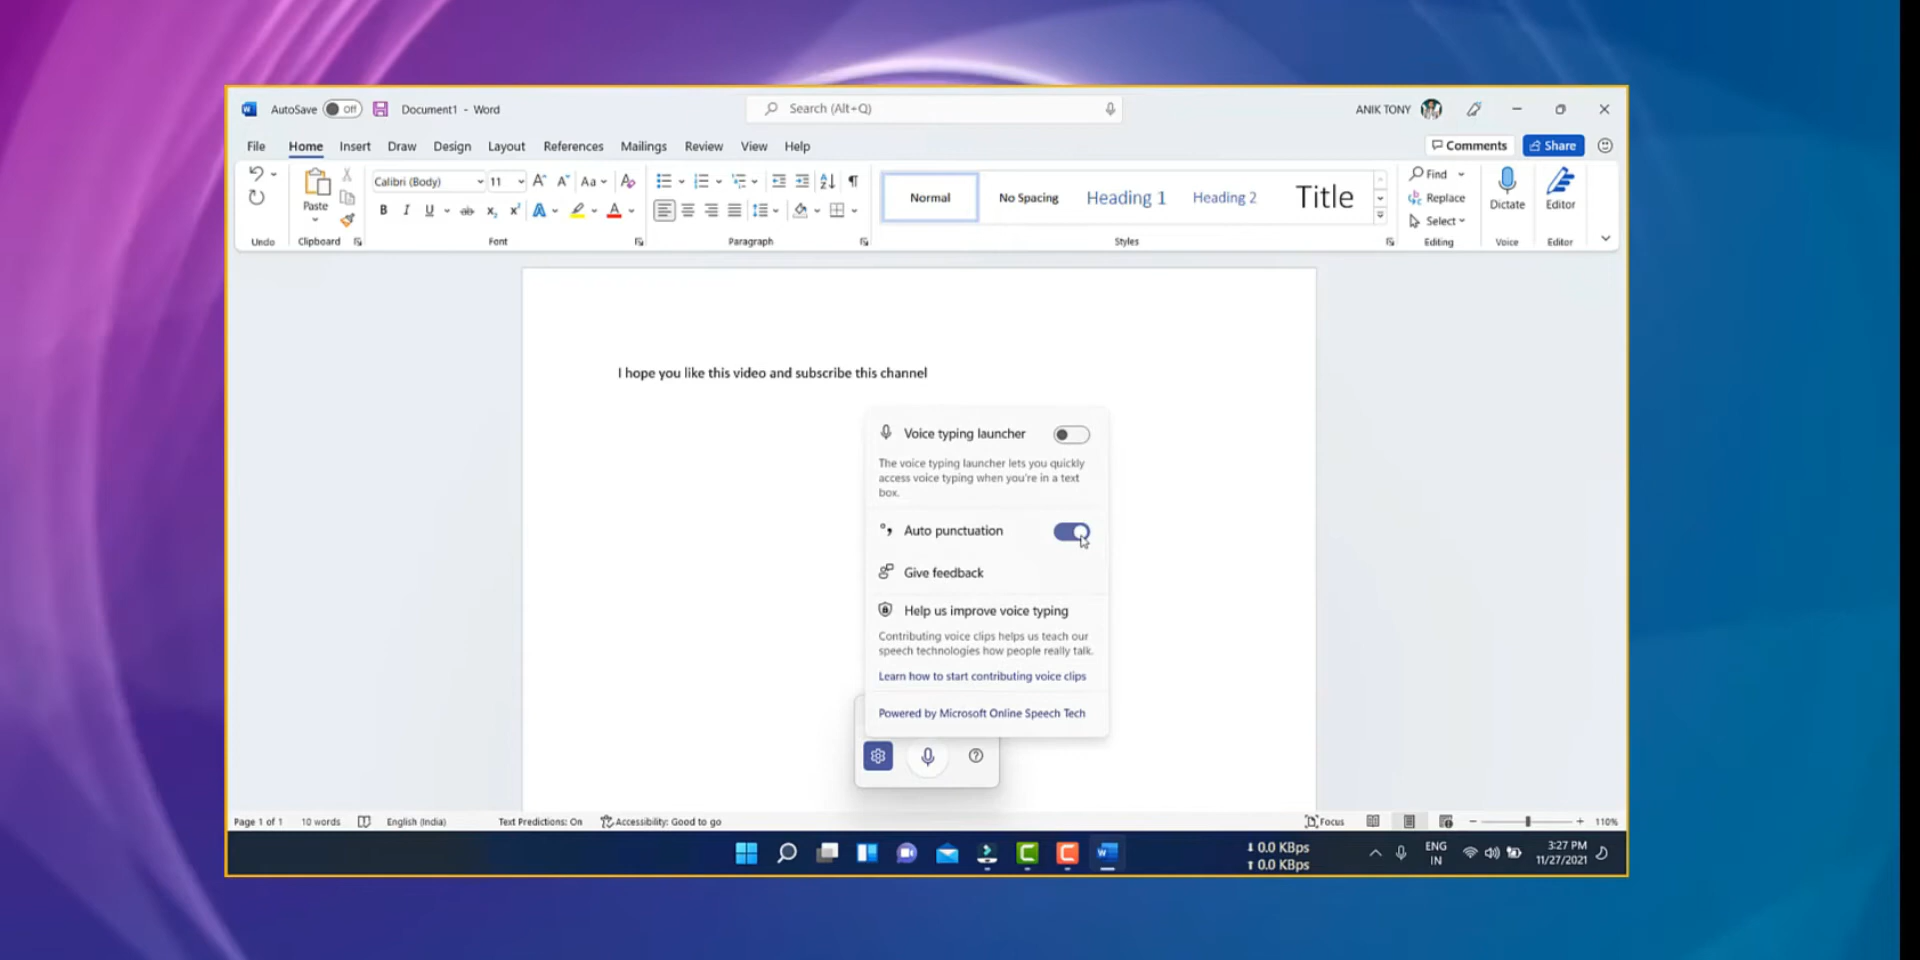 AutoSave Off Document1 - Word Search (Alt+Q) ANIK TONY
File Home Insert Draw Design Layout References Mailings Review View Help Comments Share
Paste
Calibri (Body) 11 A A Aa A
B I U ab x₂ x² A A
Normal No Spacing Heading 1 Heading 2 Title
Find
Replace
Select
Dictate
Editor
Undo Clipboard Font Paragraph Styles Editing Voice Editor
I hope you like this video and subscribe this channel
Voice typing launcher
The voice typing launcher lets you quickly
access voice typing when you're in a text
box.
Auto punctuation
Give feedback
Help us improve voice typing
Contributing voice clips helps us teach our
speech technologies how people really talk.
Learn how to start contributing voice clips
Powered by Microsoft Online Speech Tech
Page 1 of 1 10 words English (India) Text Predictions: On Accessibility: Good to go Focus 110%
0.0 KBps
0.0 KBps
ENG
IN
3:27 PM
11/27/2021